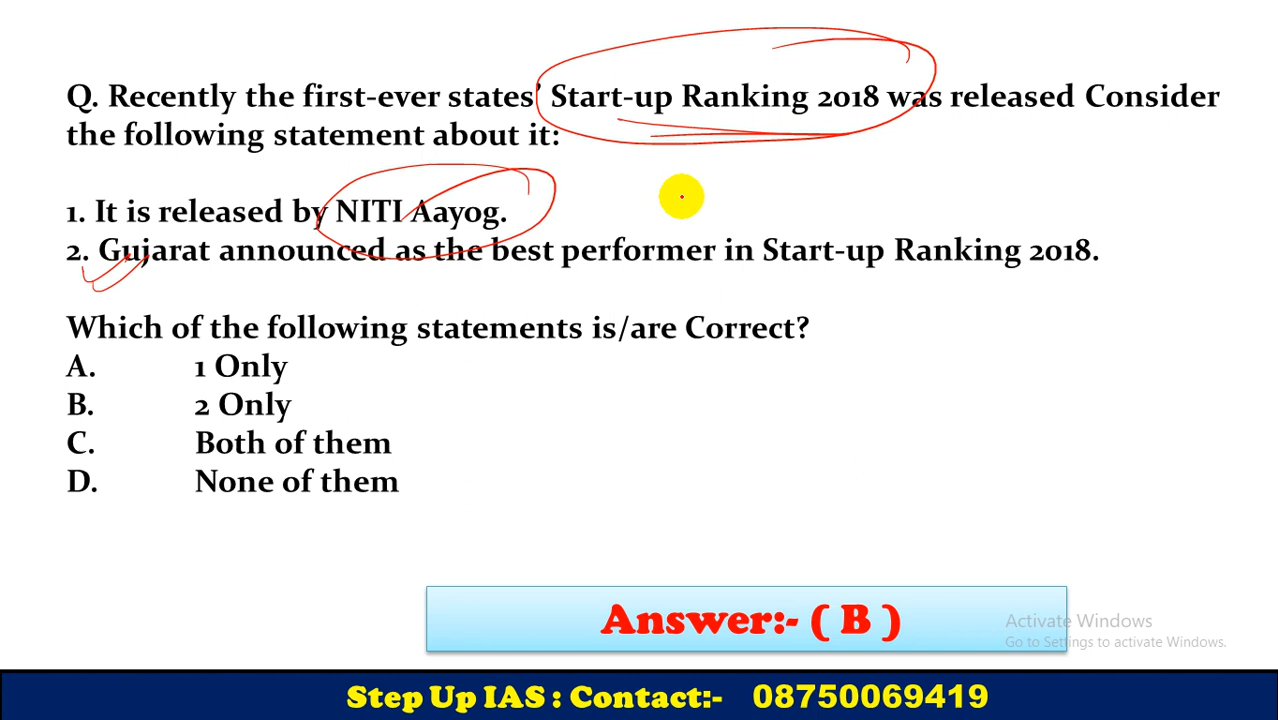 Q. Recently the first-ever states’ Start-up Ranking 2018 was released Consider
the following statement about it:
1. It is released by NITI Aayog.
2. Gujarat announced as the best performer in Start-up Ranking 2018.
Which of the following statements is/are Correct?
A. 1 Only
B. 2 Only
C. Both of them
D. None of them
Answer:- ( B )
Activate Windows
Go to Settings to activate Windows.
Step Up IAS : Contact:- 08750069419